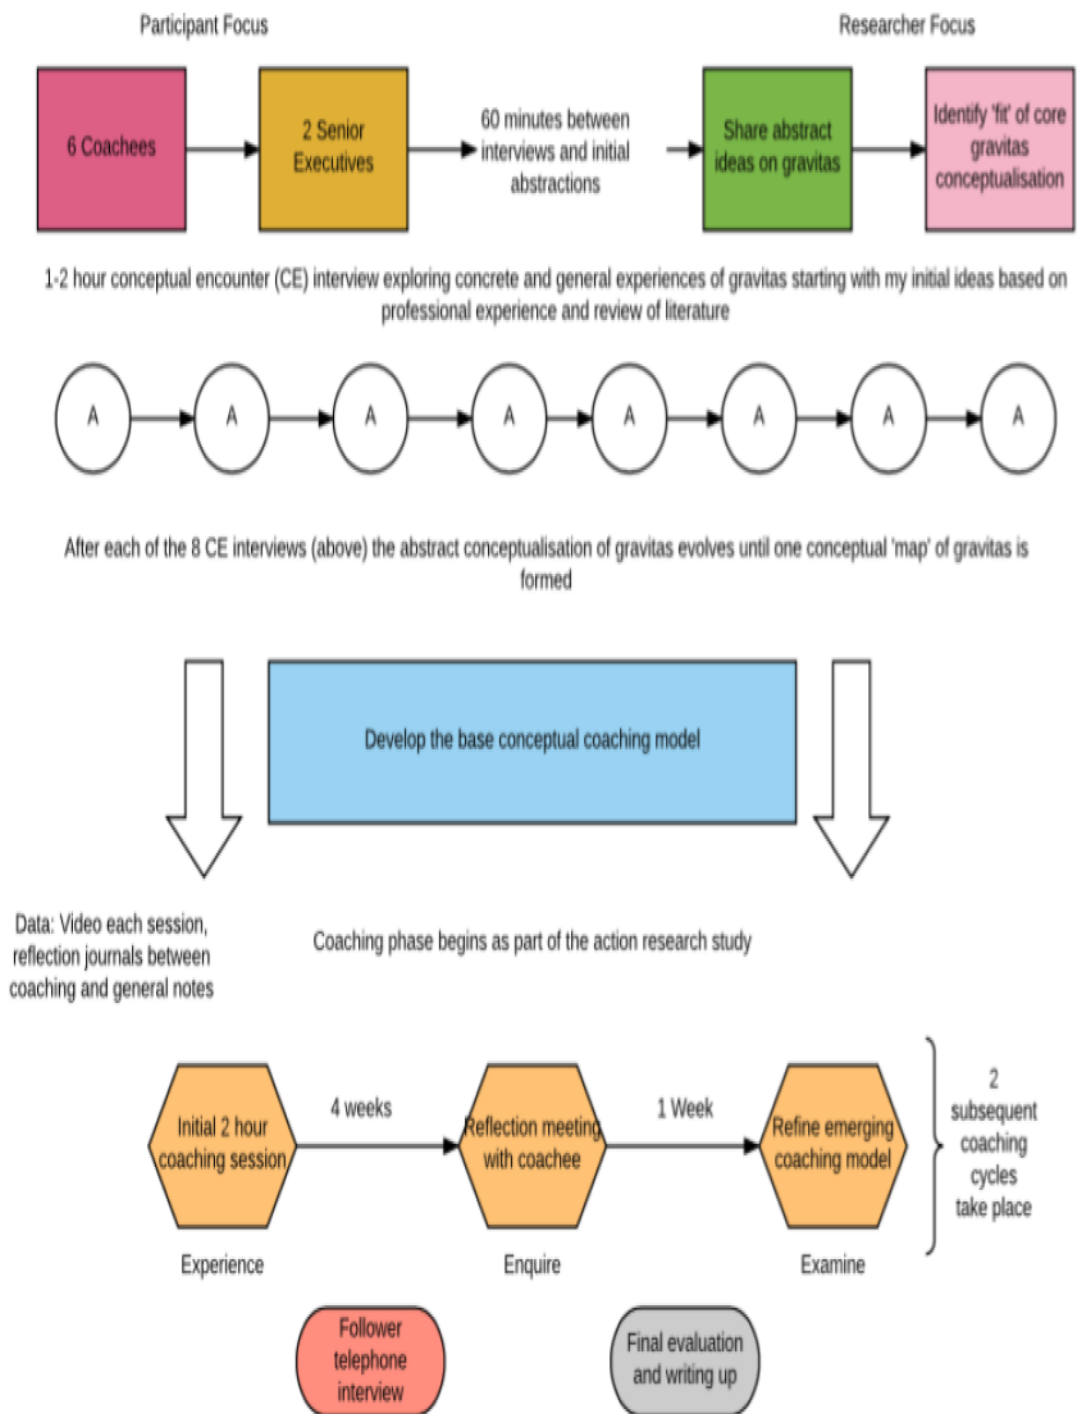 Participant Focus
Researcher Focus
6 Coachees
2 Senior
Executives
60 minutes between
interviews and initial
abstractions
Share abstract
ideas on gravitas
Identify 'fit' of core
gravitas
conceptualisation
1-2 hour conceptual encounter (CE) interview exploring concrete and general experiences of gravitas starting with my initial ideas based on
professional experience and review of literature
A
A
A
A
A
A
A
A
After each of the 8 CE interviews (above) the abstract conceptualisation of gravitas evolves until one conceptual 'map' of gravitas is
formed
Develop the base conceptual coaching model
Data: Video each session,
reflection journals between
coaching and general notes
Coaching phase begins as part of the action research study
Initial 2 hour
coaching session
4 weeks
Reflection meeting
with coachee
1 Week
Refine emerging
coaching model
2
subsequent
coaching
cycles
take place
Experience
Enquire
Examine
Follower
telephone
interview
Final evaluation
and writing up